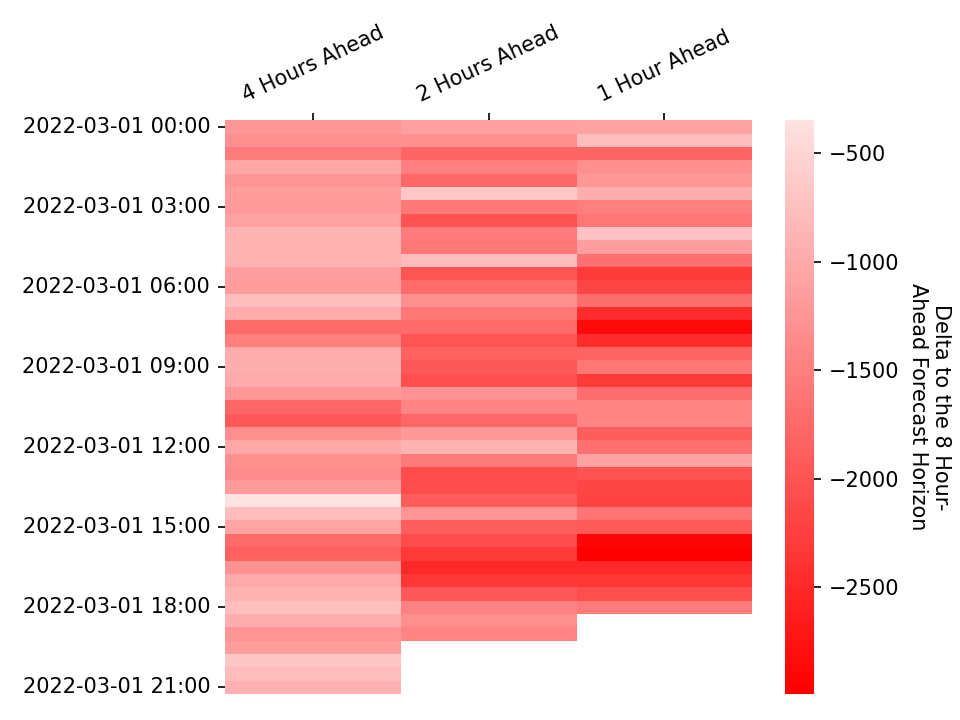 4 Hours Ahead
2 Hours Ahead
1 Hour Ahead
2022-03-01 00:00
2022-03-01 03:00
2022-03-01 06:00
2022-03-01 09:00
2022-03-01 12:00
2022-03-01 15:00
2022-03-01 18:00
2022-03-01 21:00
−500
−1000
−1500
−2000
−2500
Delta to the 8 Hour-
Ahead Forecast Horizon